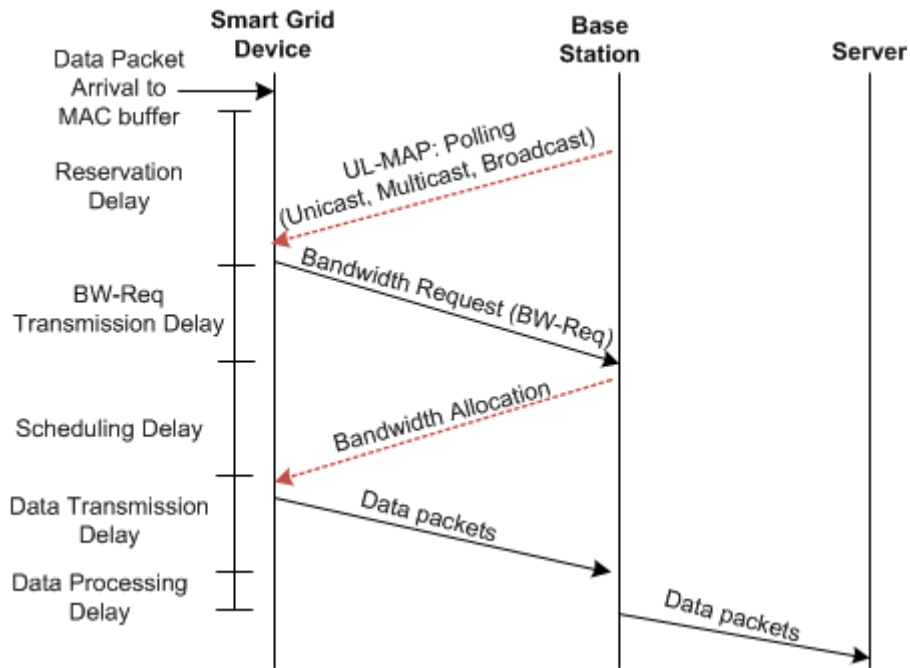 Smart Grid
Device
Base
Station
Server
Data Packet
Arrival to
MAC buffer
UL-MAP: Polling
(Unicast, Multicast, Broadcast)
Reservation
Delay
Bandwidth Request (BW-Req)
BW-Req
Transmission Delay
Bandwidth Allocation
Scheduling Delay
Data packets
Data Transmission
Delay
Data Processing
Delay
Data packets